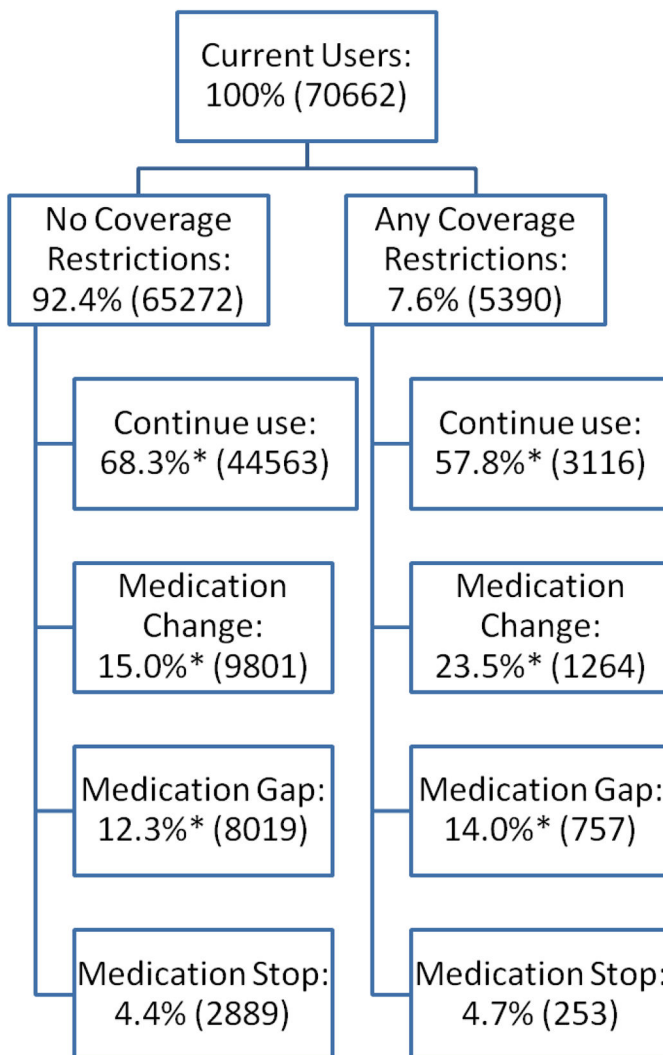 Current Users:
100% (70662)
No Coverage
Restrictions:
92.4% (65272)
Any Coverage
Restrictions:
7.6% (5390)
Continue use:
68.3%* (44563)
Continue use:
57.8%* (3116)
Medication
Change:
15.0%* (9801)
Medication
Change:
23.5%* (1264)
Medication Gap:
12.3%* (8019)
Medication Gap:
14.0%* (757)
Medication Stop:
4.4% (2889)
Medication Stop:
4.7% (253)